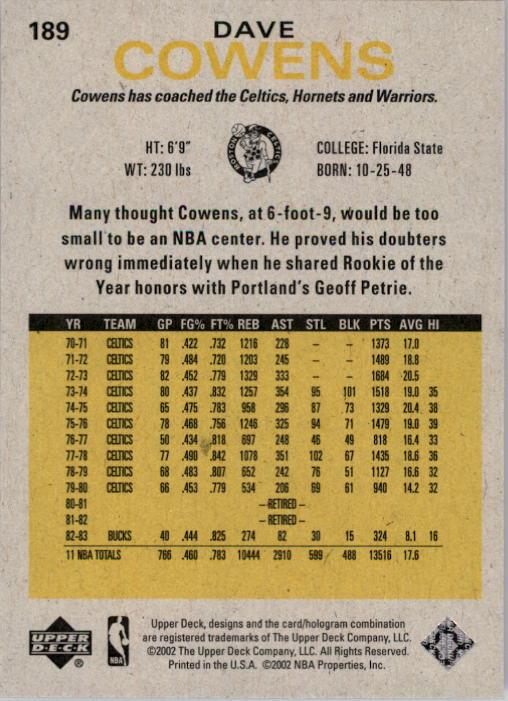 189
DAVE
COWENS
Cowens has coached the Celtics, Hornets and Warriors.
HT: 6'9" COLLEGE: Florida State
WT: 230 lbs BORN: 10-25-48
BOSTON CELTICS
Many thought Cowens, at 6-foot-9, would be too
small to be an NBA center. He proved his doubters
wrong immediately when he shared Rookie of the
Year honors with Portland's Geoff Petrie.
YR TEAM GP FG% FT% REB AST STL BLK PTS AVG HI
70-71 CELTICS 81 .422 .732 1216 228 – – 1373 17.0
71-72 CELTICS 79 .484 .720 1203 245 – – 1489 18.8
72-73 CELTICS 82 .452 .779 1329 333 – – 1684 20.5
73-74 CELTICS 80 .437 .832 1257 354 95 101 1518 19.0 35
74-75 CELTICS 65 .475 .783 958 296 87 73 1329 20.4 38
75-76 CELTICS 78 .468 .756 1246 325 94 71 1479 19.0 39
76-77 CELTICS 50 .434 .818 697 248 46 49 818 16.4 33
77-78 CELTICS 77 .490 .842 1078 351 102 67 1435 18.6 36
78-79 CELTICS 68 .483 .807 652 242 76 51 1127 16.6 32
79-80 CELTICS 66 .453 .779 534 206 69 61 940 14.2 32
80-81 – RETIRED –
81-82 – RETIRED –
82-83 BUCKS 40 .444 .825 274 82 30 15 324 8.1 16
11 NBA TOTALS 766 .460 .783 10444 2910 599 488 13516 17.6
UPPER
D·E·C·K ®
NBA
Upper Deck, designs and the card/hologram combination
are registered trademarks of The Upper Deck Company, LLC.
©2002 The Upper Deck Company, LLC. All Rights Reserved.
Printed in the U.S.A. ©2002 NBA Properties, Inc.